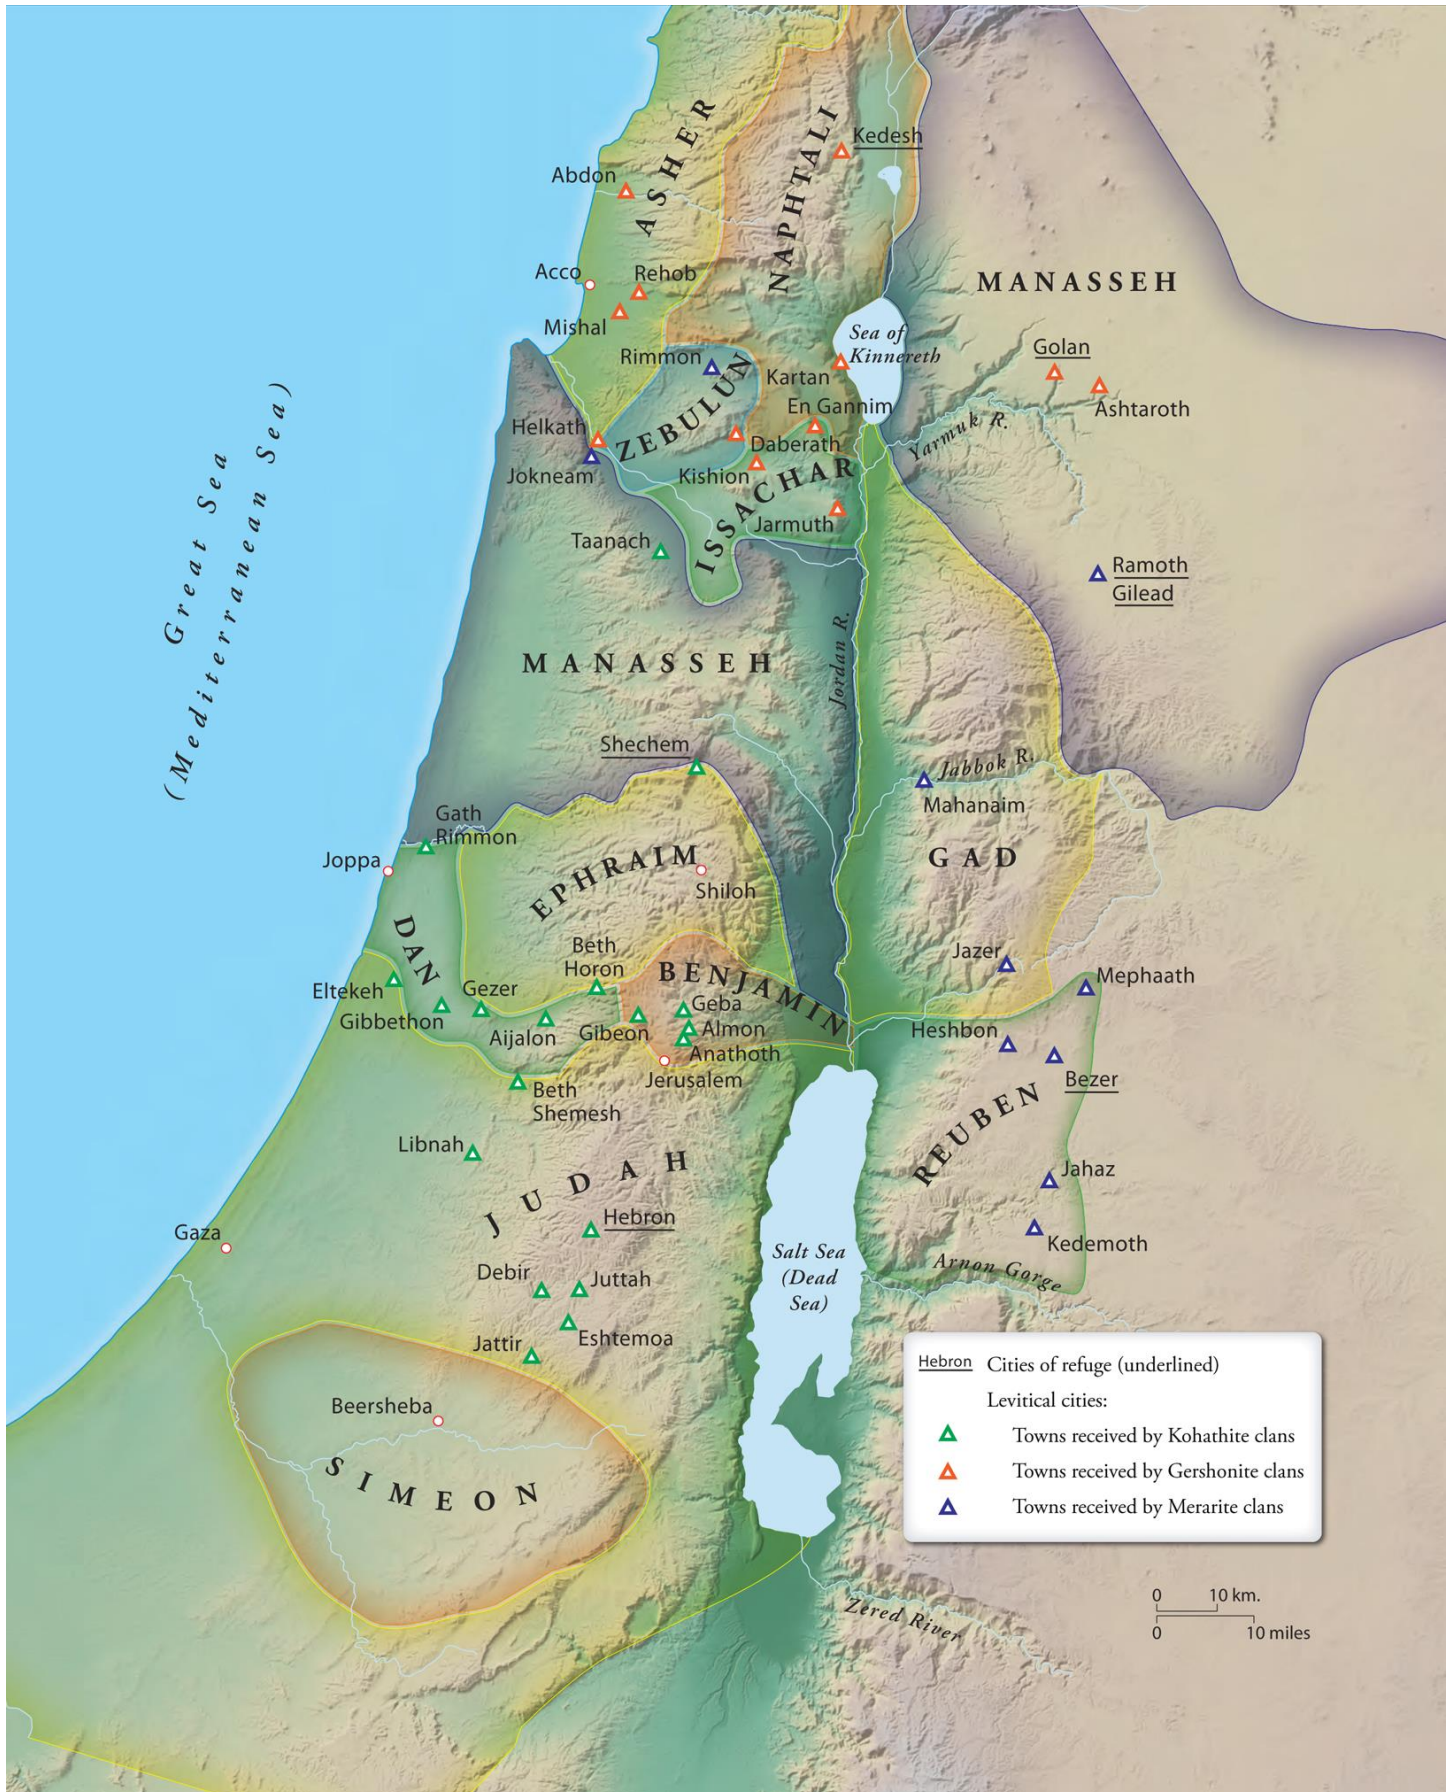 ASHER
NAPHTALI
Kedesh
Abdon
Acco
Rehob
Mishal
MANASSEH
Sea of
Kinnereth
Rimmon
Kartan
Golan
Ashtaroth
En Gannim
Helkath
ZEBULUN
Daberath
Yarmuk R.
Jokneam
Kishion
ISSACHAR
Jarmuth
Taanach
Ramoth
Gilead
Great Sea
(Mediterranean Sea)
MANASSEH
Jordan R.
Shechem
Jabbok R.
Mahanaim
Gath
Rimmon
Joppa
EPHRAIM
Shiloh
GAD
DAN
Beth
Horon
BENJAMIN
Jazer
Mephaath
Eltekeh
Gezer
Gibbethon
Aijalon
Gibeon
Geba
Almon
Anathoth
Jerusalem
Heshbon
Bezer
Beth
Shemesh
REUBEN
Libnah
JUDAH
Jahaz
Hebron
Gaza
Kedemoth
Salt Sea
(Dead
Sea)
Arnon Gorge
Debir
Juttah
Eshtemoa
Jattir
Beersheba
SIMEON
Hebron Cities of refuge (underlined)
Levitical cities:
Towns received by Kohathite clans
Towns received by Gershonite clans
Towns received by Merarite clans
Zered River
0 10 km.
0 10 miles